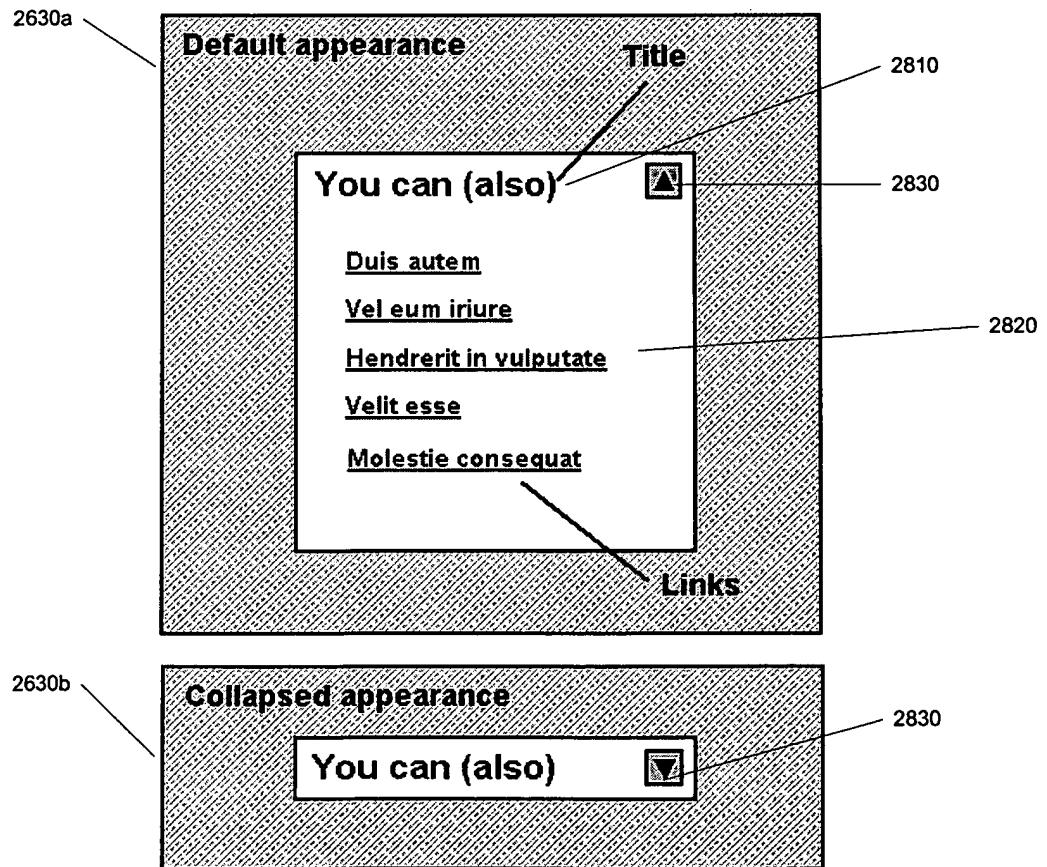 2630a
Default appearance
Title
2810
You can (also)
2830
Duis autem
Vel eum iriure
2820
Hendrerit in vulputate
Velit esse
Molestie consequat
Links
2630b
Collapsed appearance
2830
You can (also)